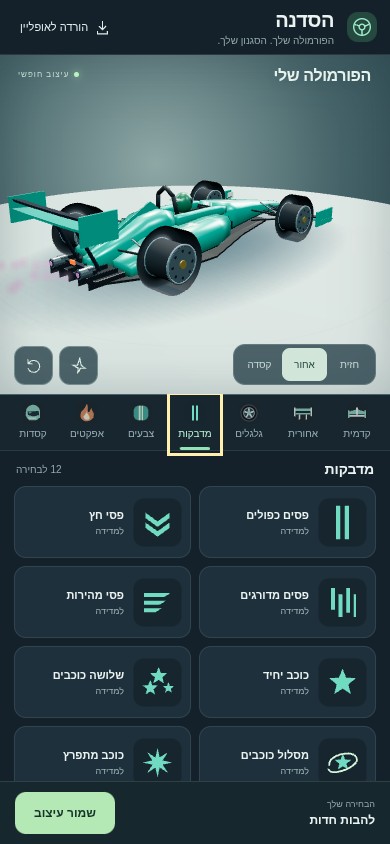 הסדנה
הפורמולה שלך. הסגנון שלך.
הורדה לאופליין
הפורמולה שלי
עיצוב חופשי
חזית
אחור
קסדה
קדמית
אחורית
גלגלים
מדבקות
צבעים
אפקטים
קסדות
מדבקות
12 לבחירה
פסים כפולים
למדידה
פסי חץ
למדידה
פסים מדורגים
למדידה
פסי מהירות
למדידה
כוכב יחיד
למדידה
שלושה כוכבים
למדידה
מסלול כוכבים
למדידה
כוכב מתפרץ
למדידה
הבחירה שלך
להבות חדות
שמור עיצוב